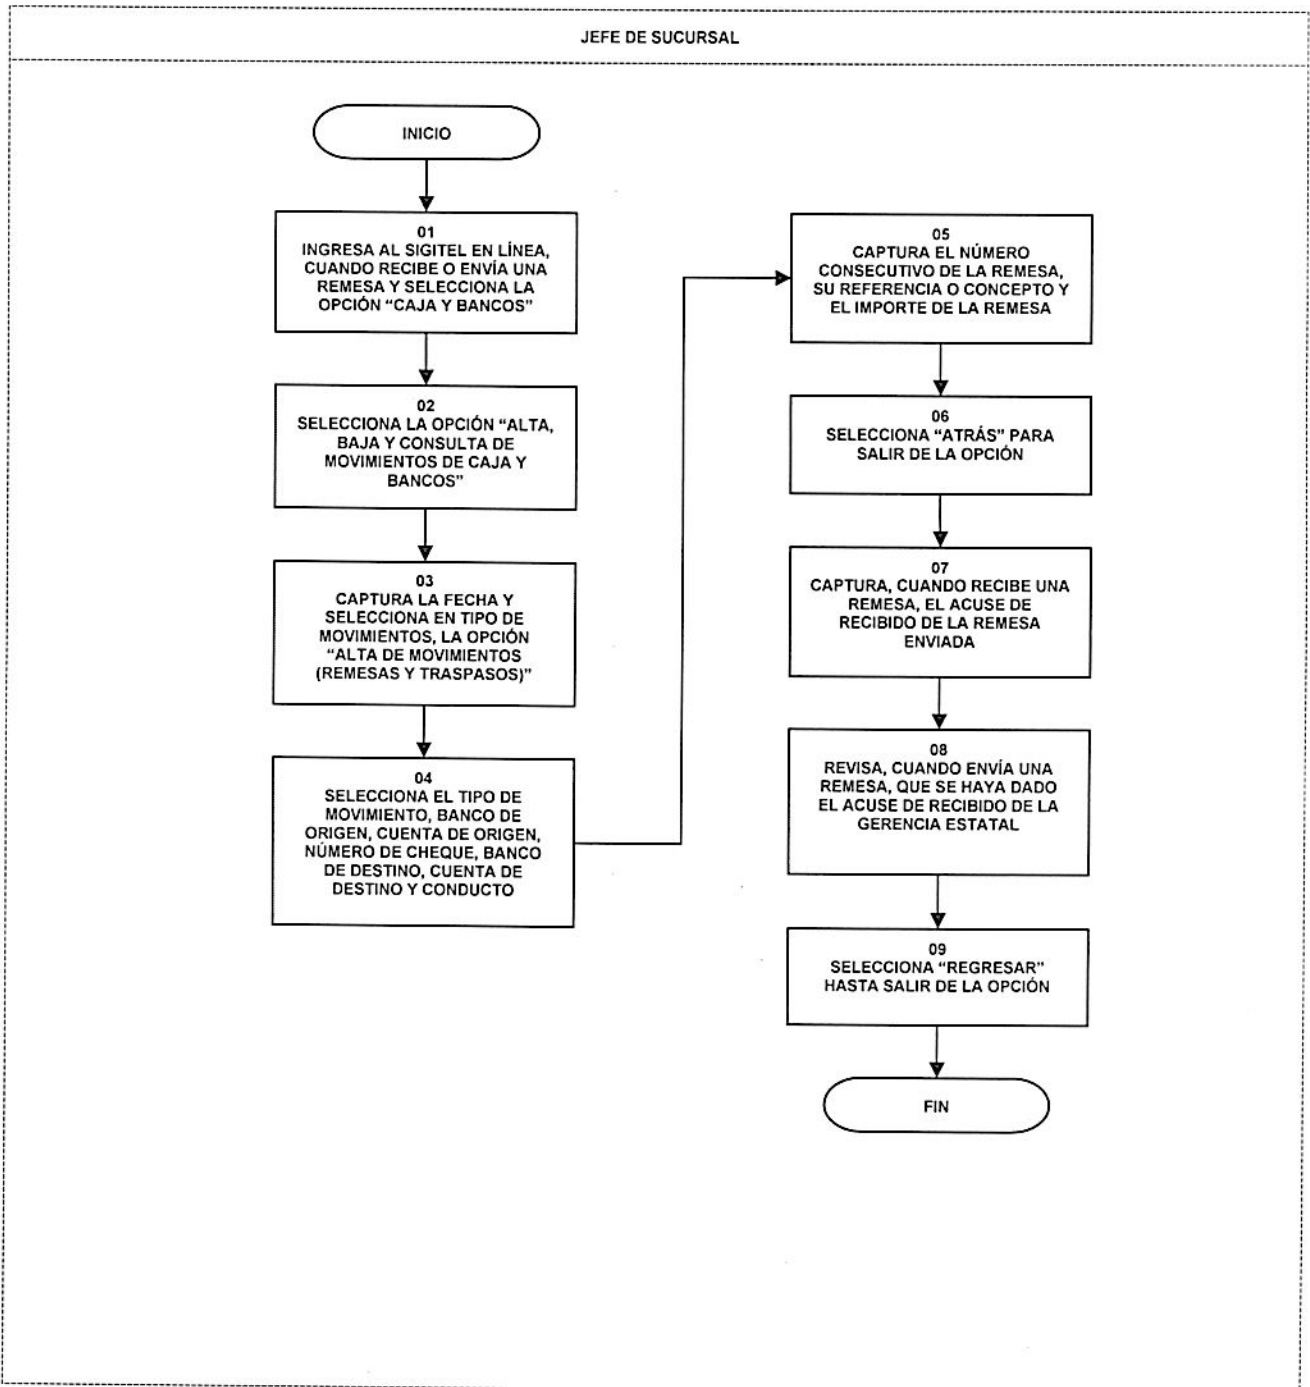 JEFE DE SUCURSAL
INICIO
01
INGRESA AL SIGITEL EN LÍNEA,
CUANDO RECIBE O ENVÍA UNA
REMESA Y SELECCIONA LA
OPCIÓN “CAJA Y BANCOS”
02
SELECCIONA LA OPCIÓN “ALTA,
BAJA Y CONSULTA DE
MOVIMIENTOS DE CAJA Y
BANCOS”
03
CAPTURA LA FECHA Y
SELECCIONA EN TIPO DE
MOVIMIENTOS, LA OPCIÓN
“ALTA DE MOVIMIENTOS
(REMESAS Y TRASPASOS)”
04
SELECCIONA EL TIPO DE
MOVIMIENTO, BANCO DE
ORIGEN, CUENTA DE ORIGEN,
NÚMERO DE CHEQUE, BANCO
DE DESTINO, CUENTA DE
DESTINO Y CONDUCTO
05
CAPTURA EL NÚMERO
CONSECUTIVO DE LA REMESA,
SU REFERENCIA O CONCEPTO Y
EL IMPORTE DE LA REMESA
06
SELECCIONA “ATRÁS” PARA
SALIR DE LA OPCIÓN
07
CAPTURA, CUANDO RECIBE UNA
REMESA, EL ACUSE DE
RECIBIDO DE LA REMESA
ENVIADA
08
REVISA, CUANDO ENVÍA UNA
REMESA, QUE SE HAYA DADO
EL ACUSE DE RECIBIDO DE LA
GERENCIA ESTATAL
09
SELECCIONA “REGRESAR”
HASTA SALIR DE LA OPCIÓN
FIN